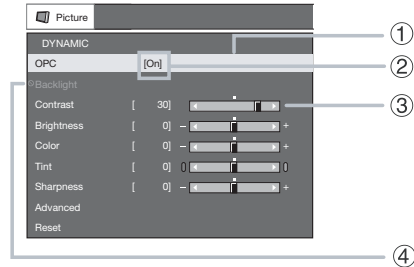 Picture
DYNAMIC
OPC [On]
Backlight
Contrast [ 30]
Brightness [ 0] – +
Color [ 0] – +
Tint [ 0]
Sharpness [ 0] – +
Advanced
Reset
①
②
③
④